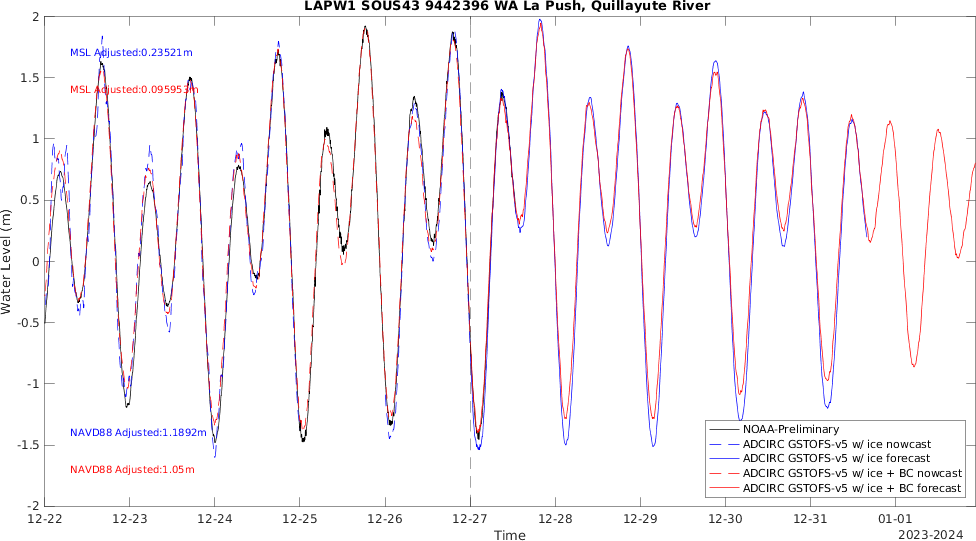 LAPW1 SOUS43 9442396 WA La Push, Quillayute River
2
1.5
1
0.5
0
-0.5
-1
-1.5
-2
Water Level (m)
MSL Adjusted:0.23521m
MSL Adjusted:0.095953m
NAVD88 Adjusted:1.1892m
NAVD88 Adjusted:1.05m
NOAA-Preliminary
ADCIRC GSTOFS-v5 w/ ice nowcast
ADCIRC GSTOFS-v5 w/ ice forecast
ADCIRC GSTOFS-v5 w/ ice + BC nowcast
ADCIRC GSTOFS-v5 w/ ice + BC forecast
12-22 12-23 12-24 12-25 12-26 12-27 12-28 12-29 12-30 12-31 01-01
Time
2023-2024